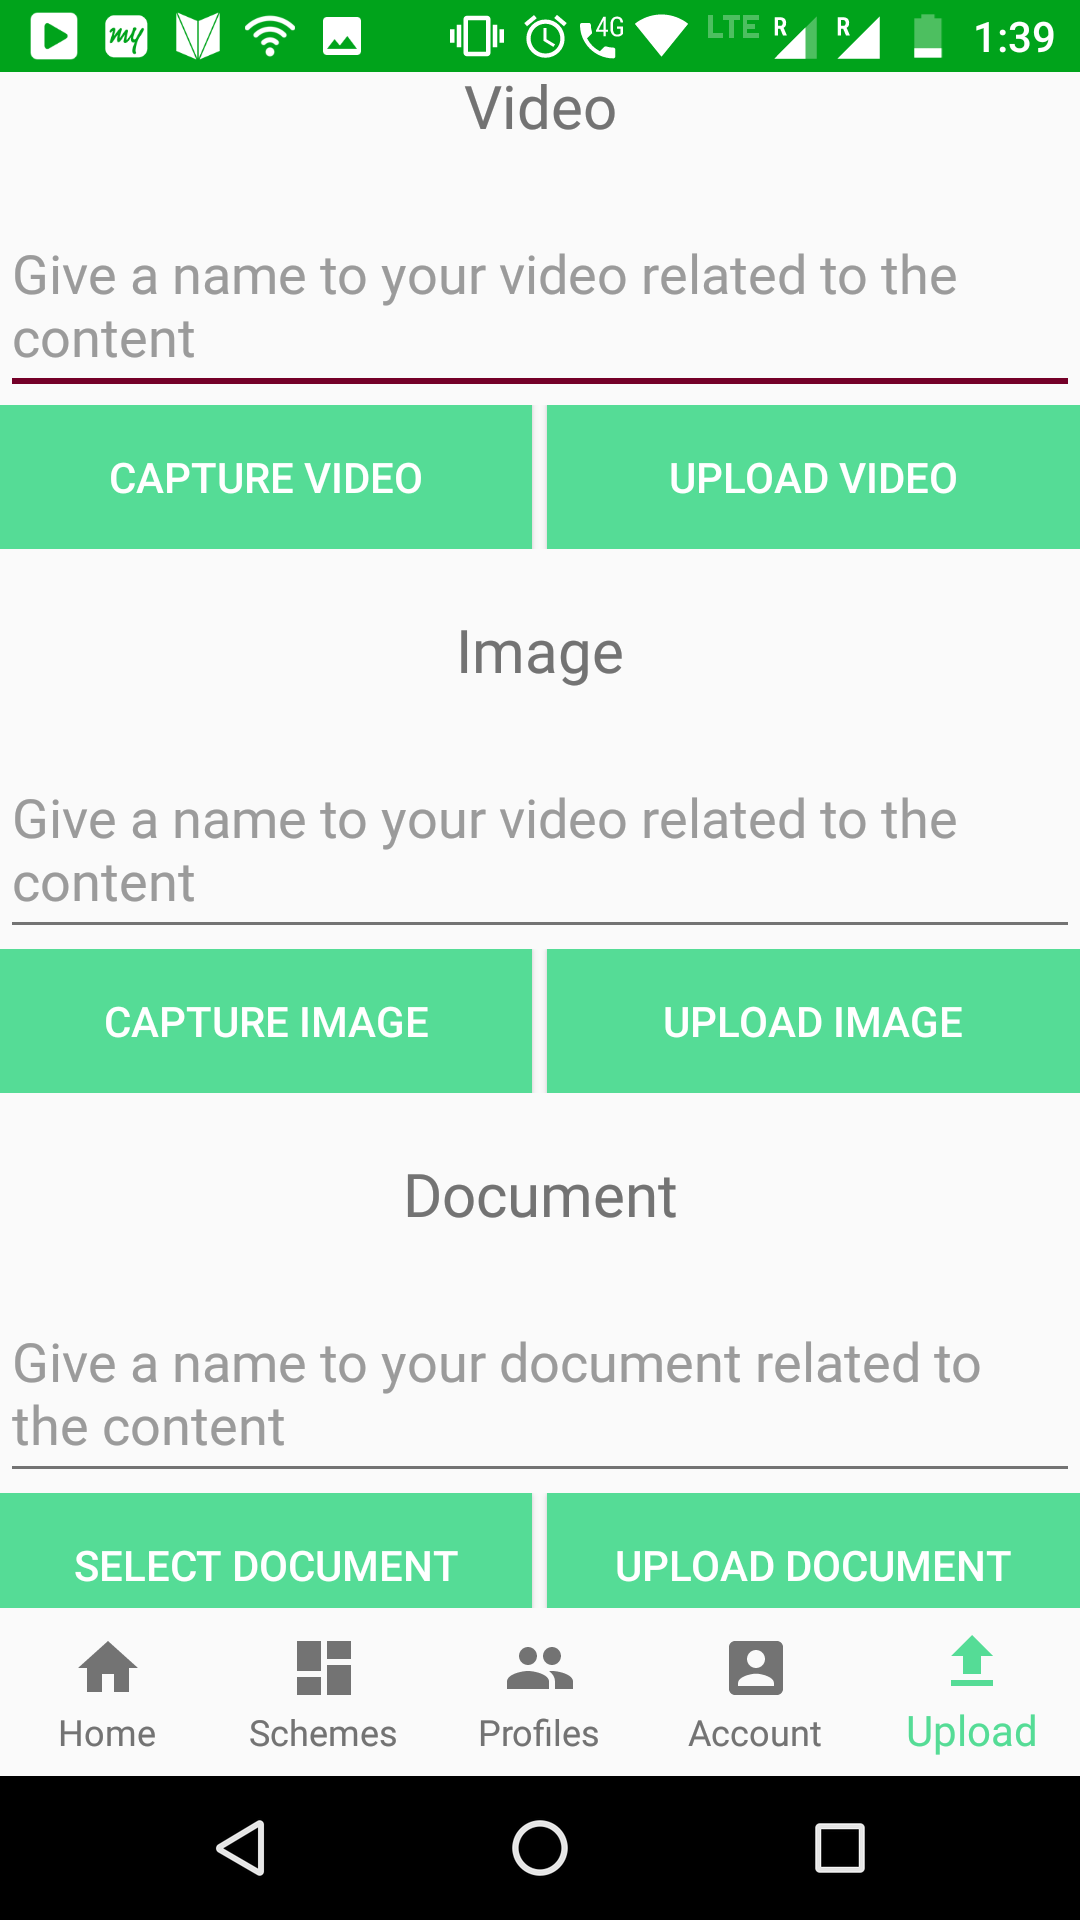 my 4G LTE R R 1:39
Video
Give a name to your video related to the
content
CAPTURE VIDEO UPLOAD VIDEO
Image
Give a name to your video related to the
content
CAPTURE IMAGE UPLOAD IMAGE
Document
Give a name to your document related to
the content
SELECT DOCUMENT UPLOAD DOCUMENT
Home Schemes Profiles Account Upload